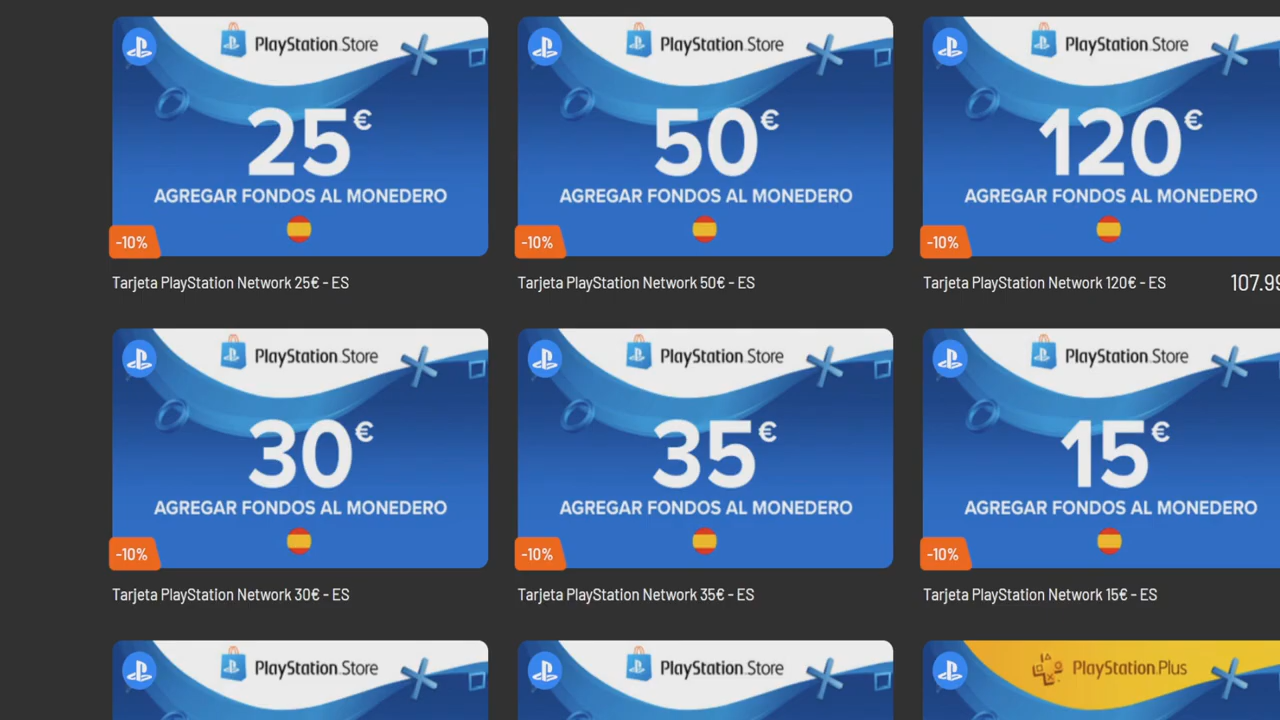 PlayStation.Store
25€
AGREGAR FONDOS AL MONEDERO
-10%
Tarjeta PlayStation Network 25€ - ES
PlayStation.Store
50€
AGREGAR FONDOS AL MONEDERO
-10%
Tarjeta PlayStation Network 50€ - ES
PlayStation.Store
120€
AGREGAR FONDOS AL MONEDERO
-10%
Tarjeta PlayStation Network 120€ - ES
107.99
PlayStation.Store
30€
AGREGAR FONDOS AL MONEDERO
-10%
Tarjeta PlayStation Network 30€ - ES
PlayStation.Store
35€
AGREGAR FONDOS AL MONEDERO
-10%
Tarjeta PlayStation Network 35€ - ES
PlayStation.Store
15€
AGREGAR FONDOS AL MONEDERO
-10%
Tarjeta PlayStation Network 15€ - ES
PlayStation.Store
PlayStation.Store
PlayStation.Plus